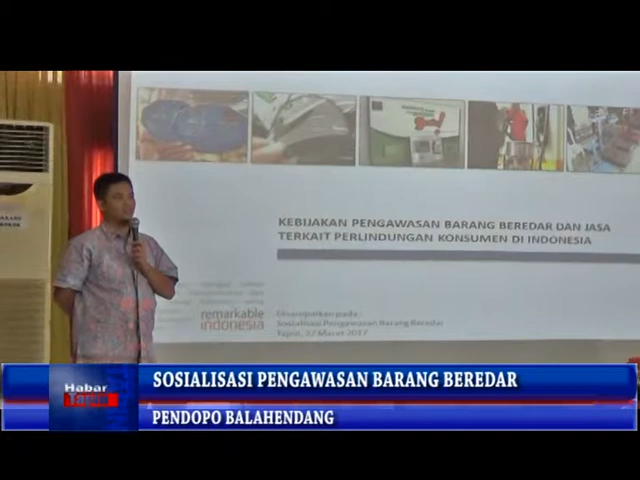 KEBIJAKAN PENGAWASAN BARANG BEREDAR DAN JASA
TERKAIT PERLINDUNGAN KONSUMEN DI INDONESIA
remarkable
indonesia
Disampaikan pada :
Sosialisasi Pengawasan Barang Beredar
Tapin, 27 Maret 2017
Habar
Tapin
SOSIALISASI PENGAWASAN BARANG BEREDAR
PENDOPO BALAHENDANG